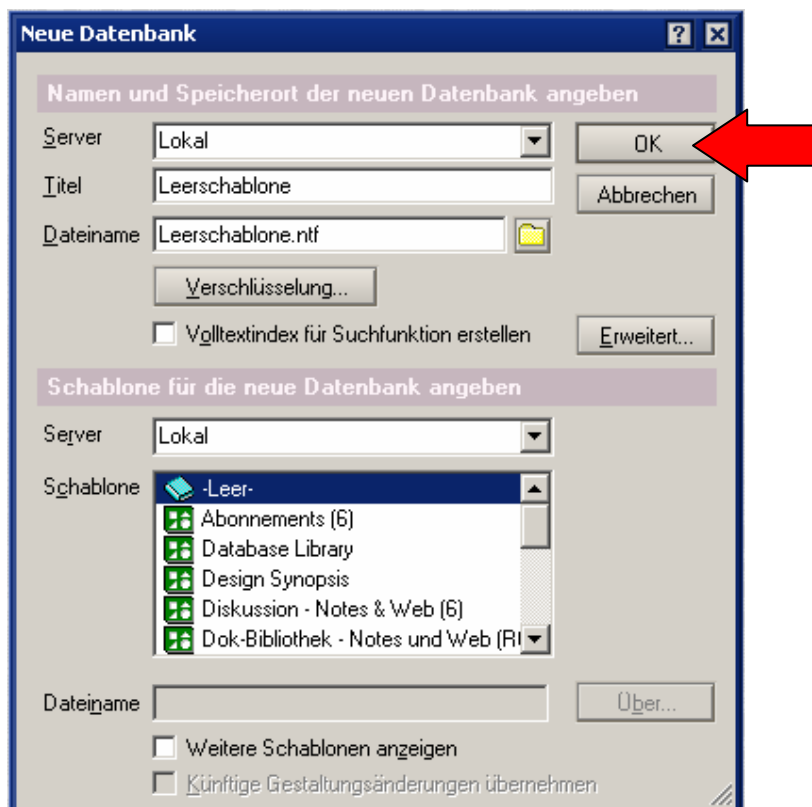 Neue Datenbank
Namen und Speicherort der neuen Datenbank angeben
Server Lokal OK
Titel Leerschablone Abbrechen
Dateiname Leerschablone.ntf
Verschlüsselung...
Volltextindex für Suchfunktion erstellen Erweitert...
Schablone für die neue Datenbank angeben
Server Lokal
Schablone -Leer-
Abonnements (6)
Database Library
Design Synopsis
Diskussion - Notes & Web (6)
Dok-Bibliothek - Notes und Web
Dateiname Über...
Weitere Schablonen anzeigen
Künftige Gestaltungsänderungen übernehmen